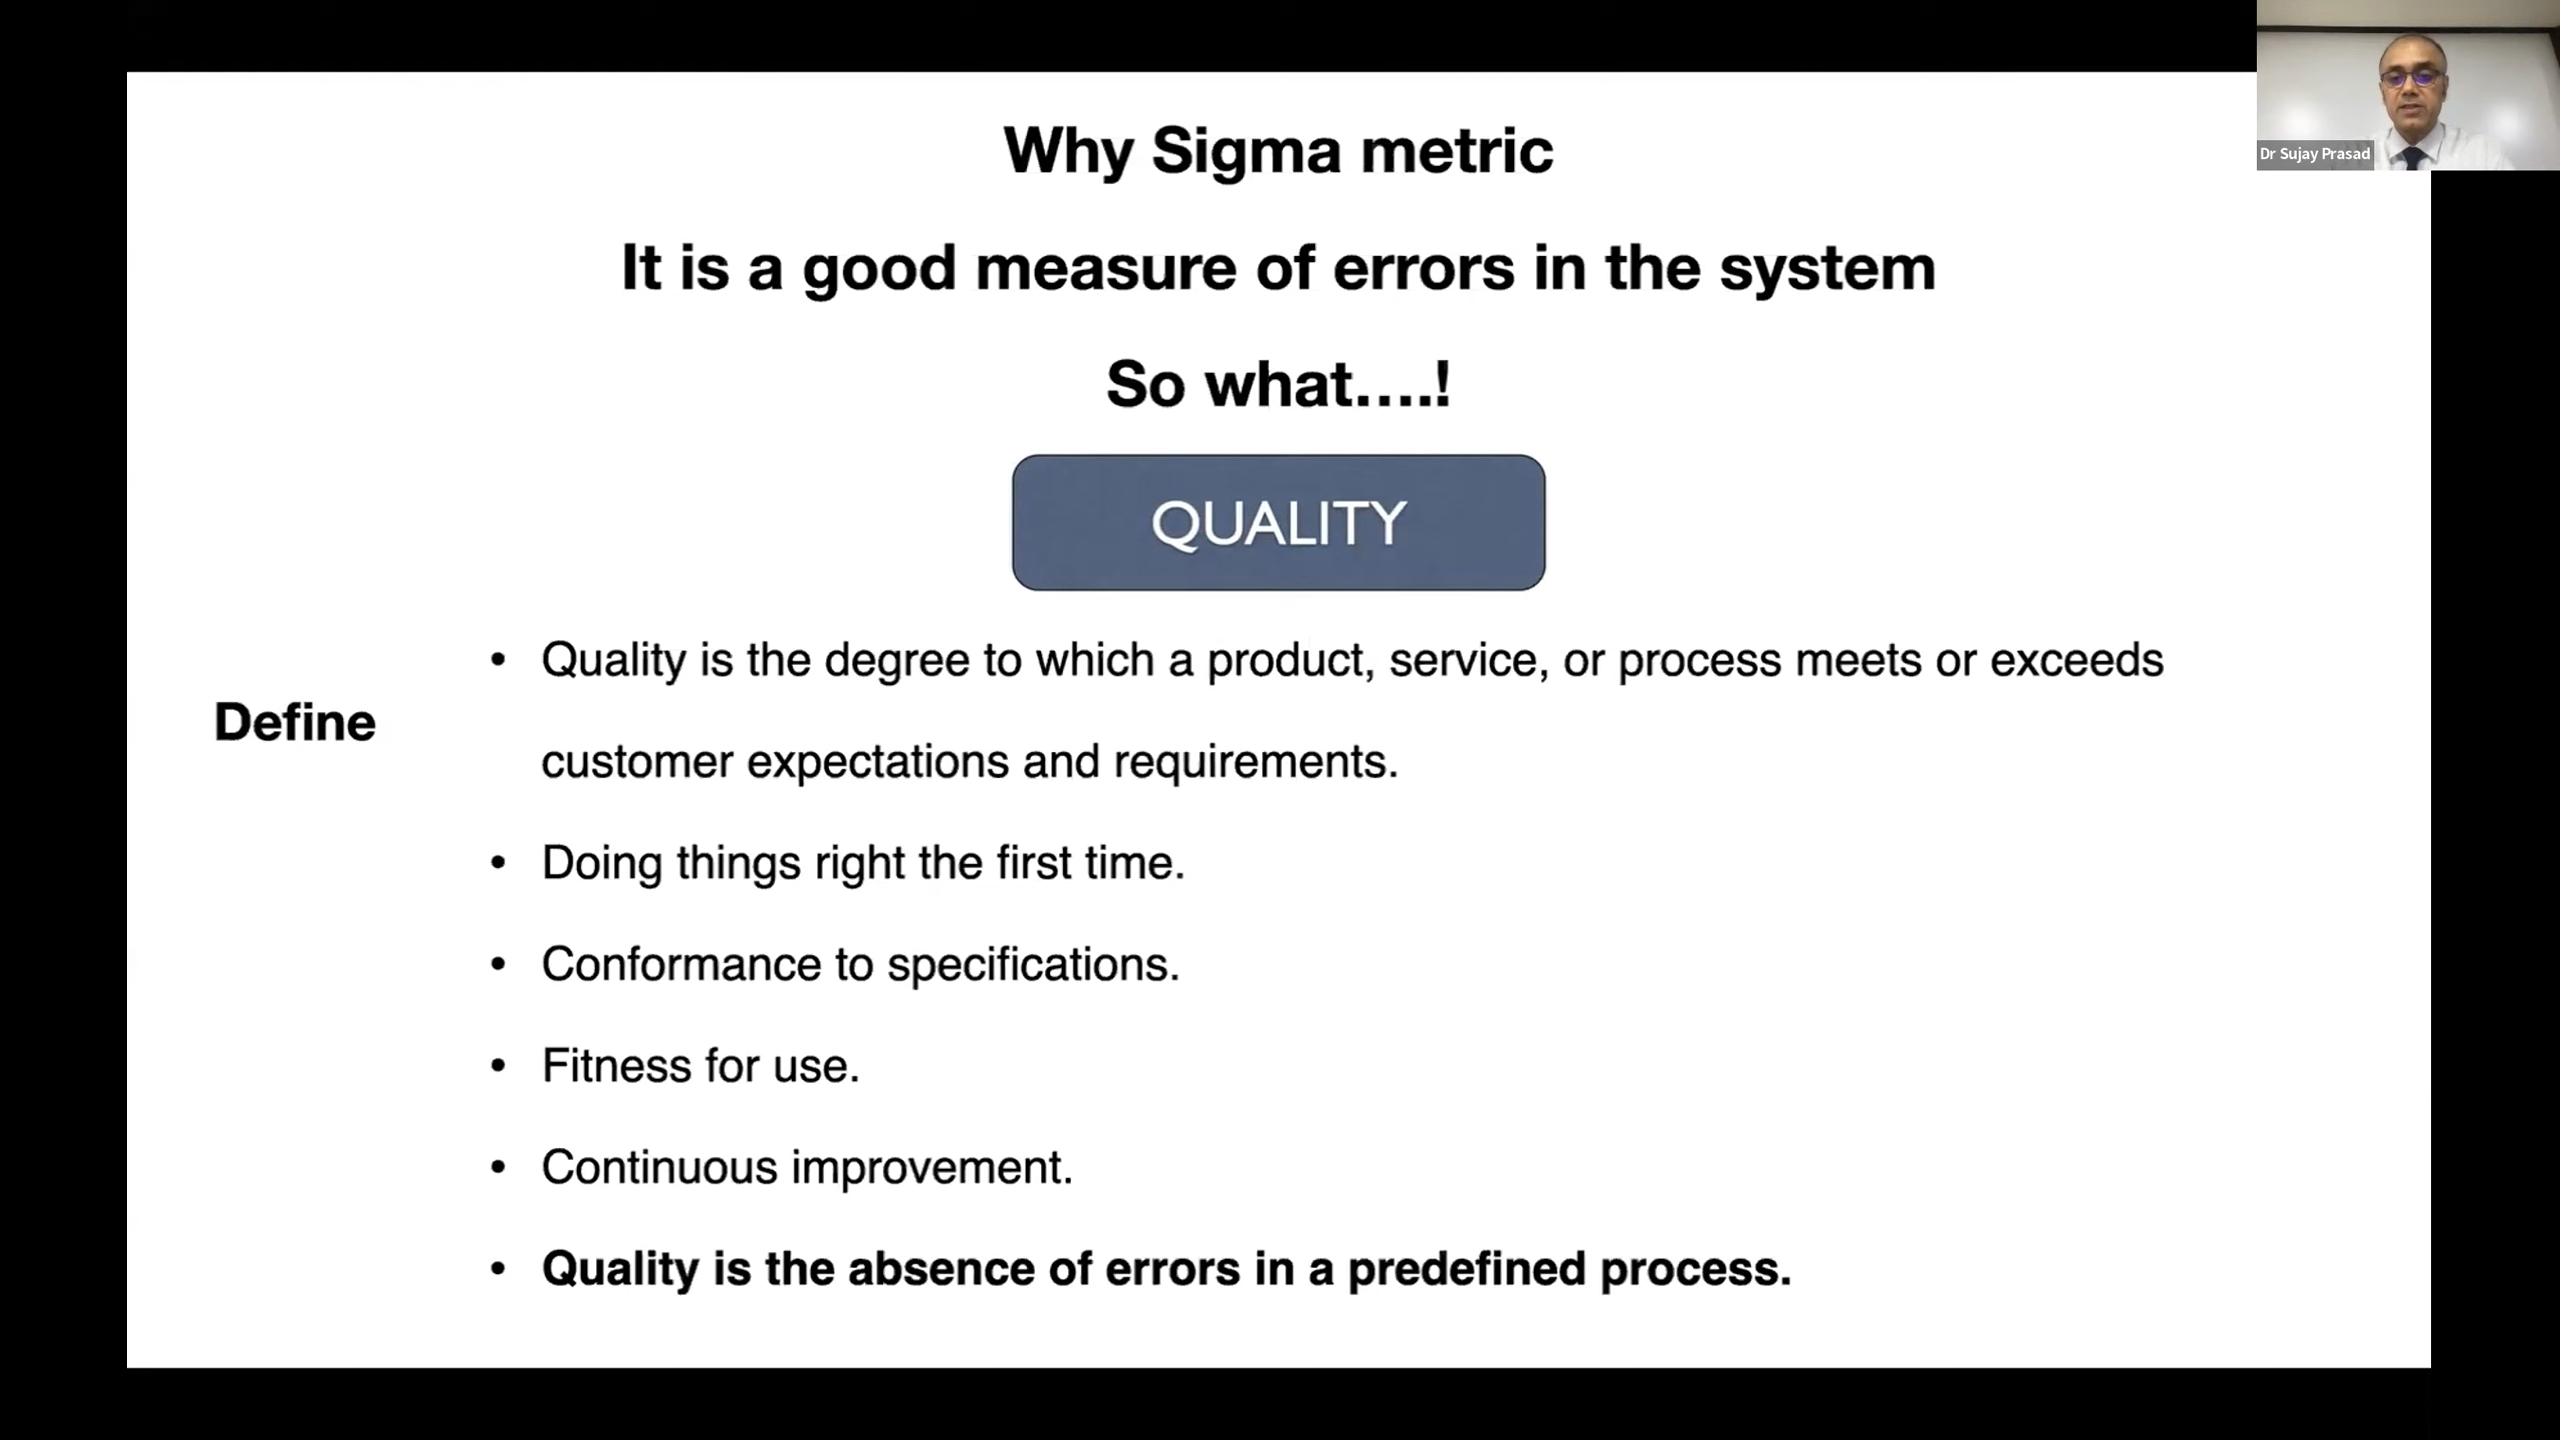 Why Sigma metric
It is a good measure of errors in the system
So what....!
QUALITY
Define
• Quality is the degree to which a product, service, or process meets or exceeds
customer expectations and requirements.
• Doing things right the first time.
• Conformance to specifications.
• Fitness for use.
• Continuous improvement.
• Quality is the absence of errors in a predefined process.
Dr Sujay Prasad